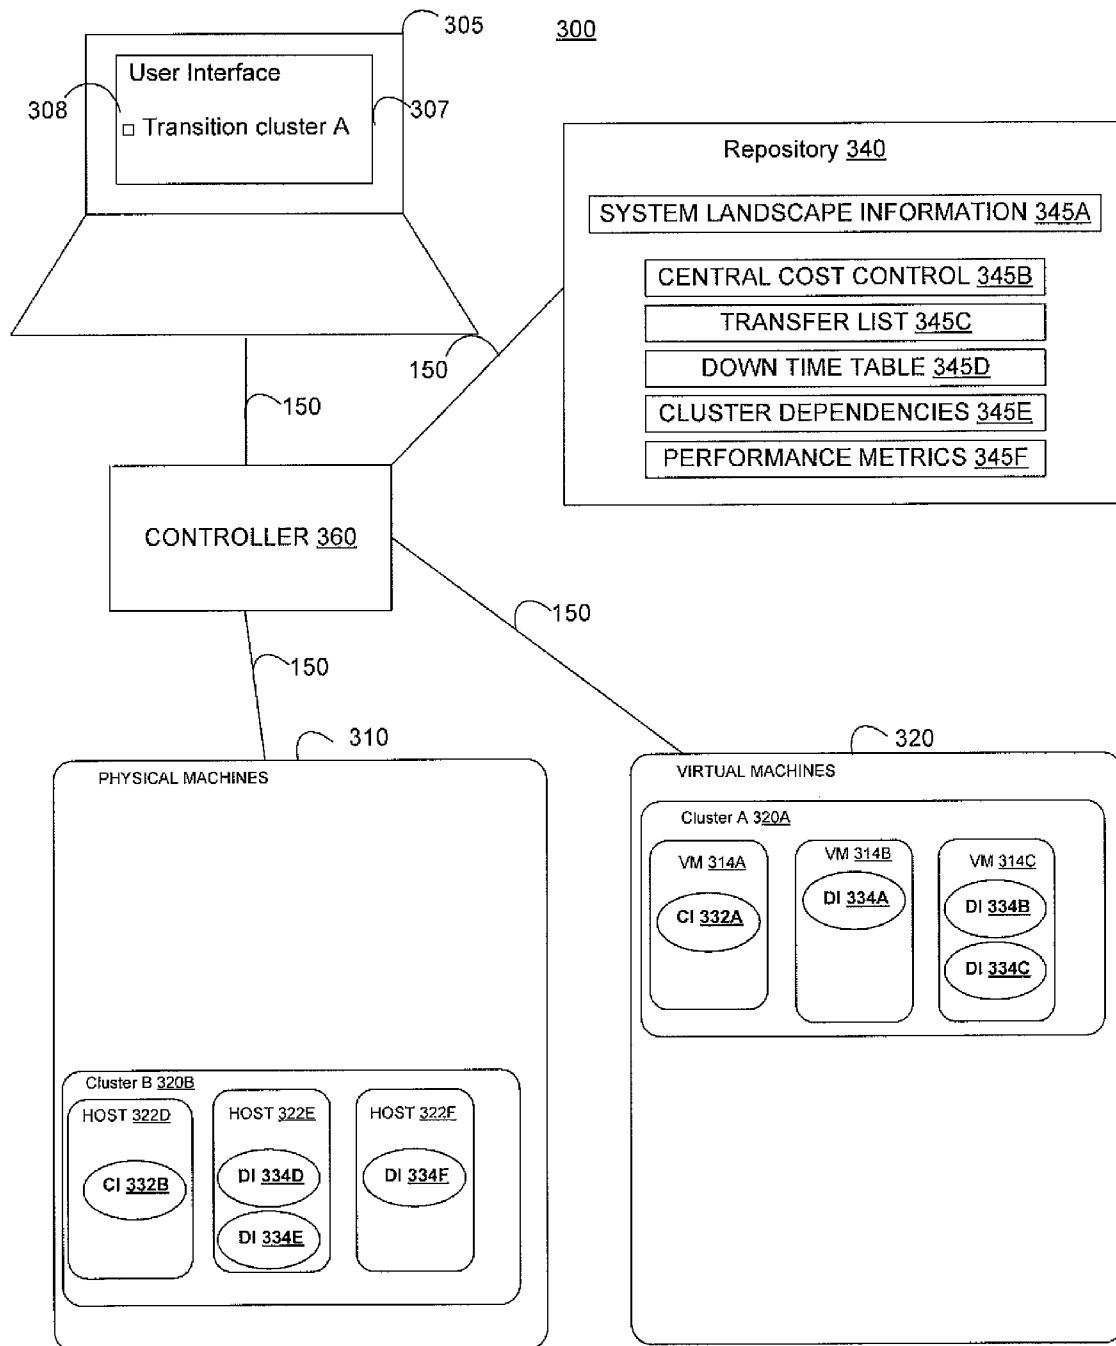 305
300
User Interface
308
Transition cluster A
307
Repository 340
SYSTEM LANDSCAPE INFORMATION 345A
CENTRAL COST CONTROL 345B
TRANSFER LIST 345C
DOWN TIME TABLE 345D
CLUSTER DEPENDENCIES 345E
PERFORMANCE METRICS 345F
150
150
CONTROLLER 360
150
150
310
320
PHYSICAL MACHINES
VIRTUAL MACHINES
Cluster A 320A
VM 314A
VM 314B
VM 314C
CI 332A
DI 334A
DI 334B
DI 334C
Cluster B 320B
HOST 322D
HOST 322E
HOST 322F
CI 332B
DI 334D
DI 334F
DI 334E